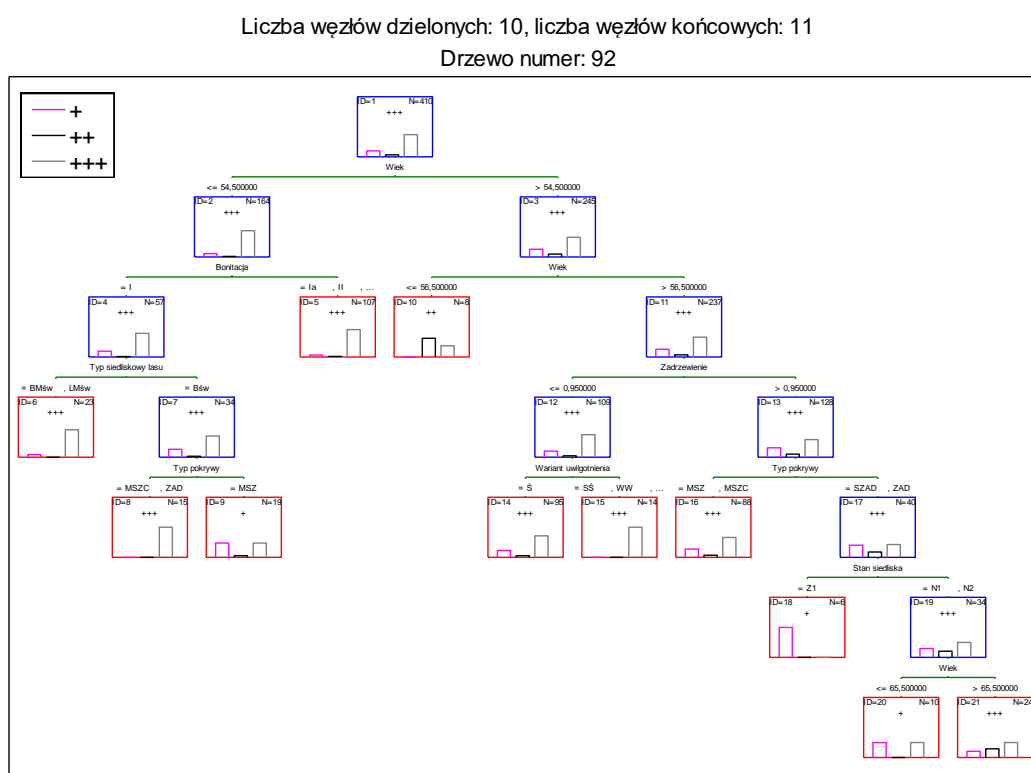 Liczba węzłów dzielonych: 10, liczba węzłów końcowych: 11
Drzewo numer: 92
+
++
+++
ID=1 N=410
+++
Wiek
<= 54,500000 > 54,500000
ID=2 N=164 ID=3 N=245
+++ +++
Bonitacja Wiek
= I = Ia , II , ... <= 56,500000 > 56,500000
ID=4 N=57 ID=5 N=107 ID=10 N=8 ID=11 N=237
+++ +++ ++ +++
Typ siedliskowy lasu Zadrzewienie
= BMśw , LMśw = Bśw <= 0,950000 > 0,950000
ID=6 N=23 ID=7 N=34 ID=12 N=109 ID=13 N=128
+++ +++ +++ +++
Typ pokrywy Wariant uwilgotnienia Typ pokrywy
= MSZC , ZAD = MSZ = Ś = SŚ , WW , ... = MSZ , MSZC = SZAD , ZAD
ID=8 N=15 ID=9 N=19 ID=14 N=95 ID=15 N=14 ID=16 N=88 ID=17 N=40
+++ + +++ +++ +++ +++
Stan siedliska
= Z1 = N1 , N2
ID=18 N=6 ID=19 N=34
+ +++
Wiek
<= 65,500000 > 65,500000
ID=20 N=10 ID=21 N=24
+ +++